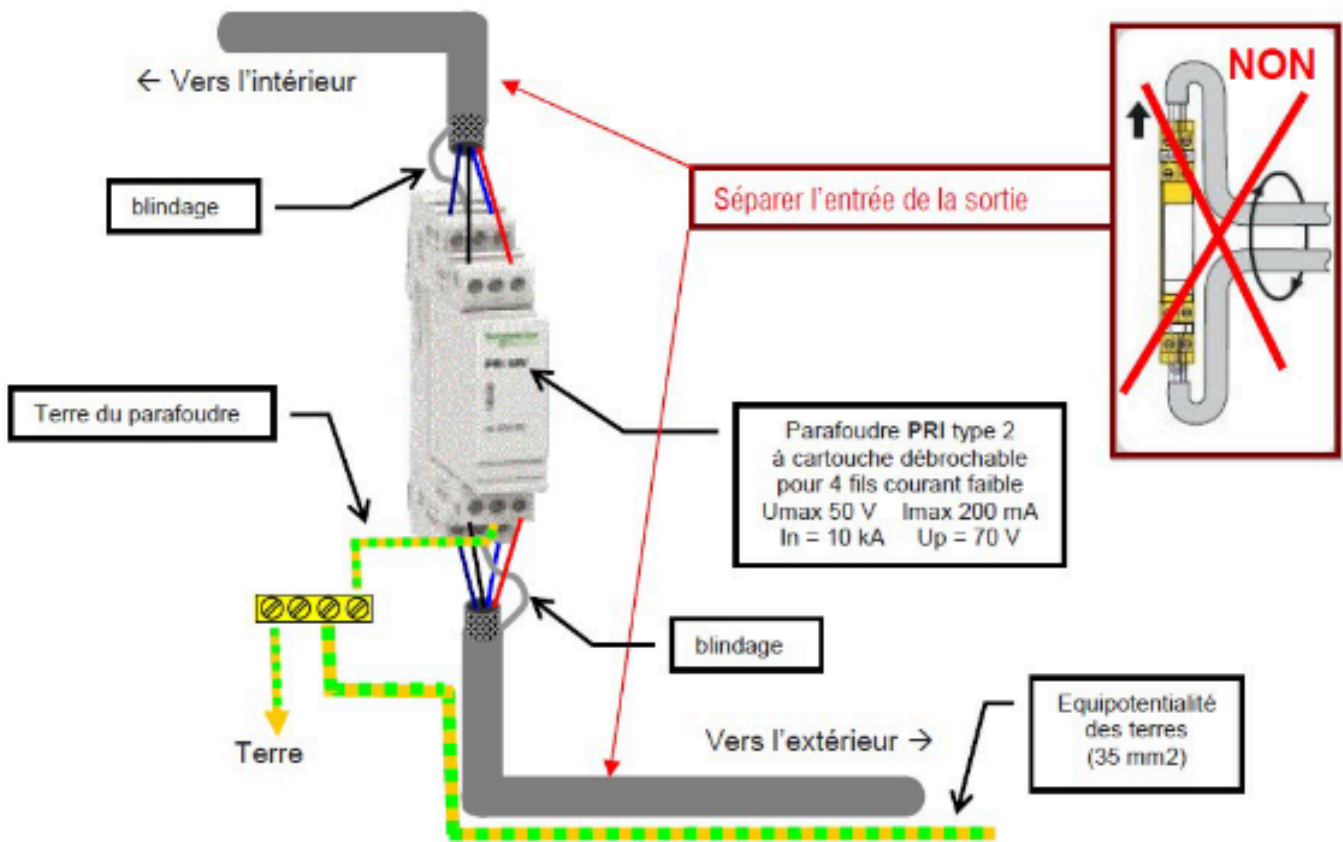 ← Vers l'intérieur
NON
blindage
Séparer l'entrée de la sortie
Terre du parafoudre
Parafoudre PRI type 2
à cartouche débrochable
pour 4 fils courant faible
Umax 50 V Imax 200 mA
In = 10 kA Up = 70 V
blindage
Vers l'extérieur →
Equipotentialité
des terres
(35 mm2)
Terre